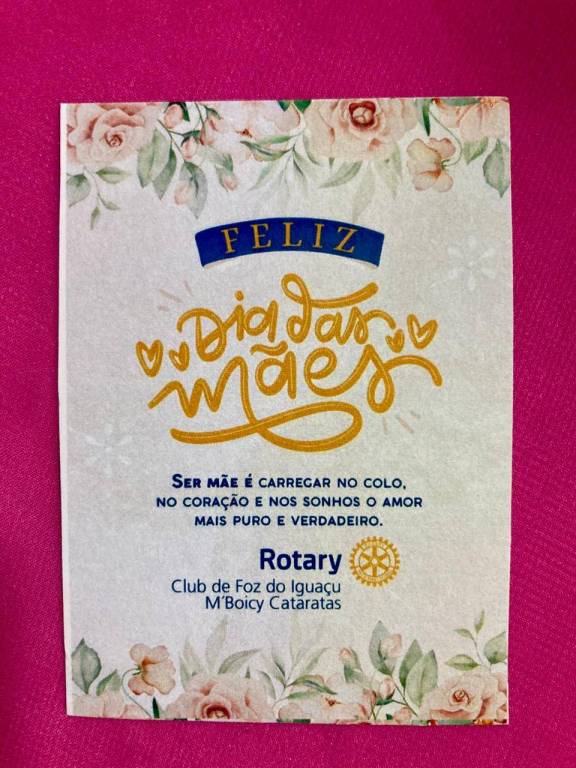 FELIZ
Dia das
mães
SER MÃE É CARREGAR NO COLO,
NO CORAÇÃO E NOS SONHOS O AMOR
MAIS PURO E VERDADEIRO.
Rotary
Club de Foz do Iguaçu
M'Boicy Cataratas